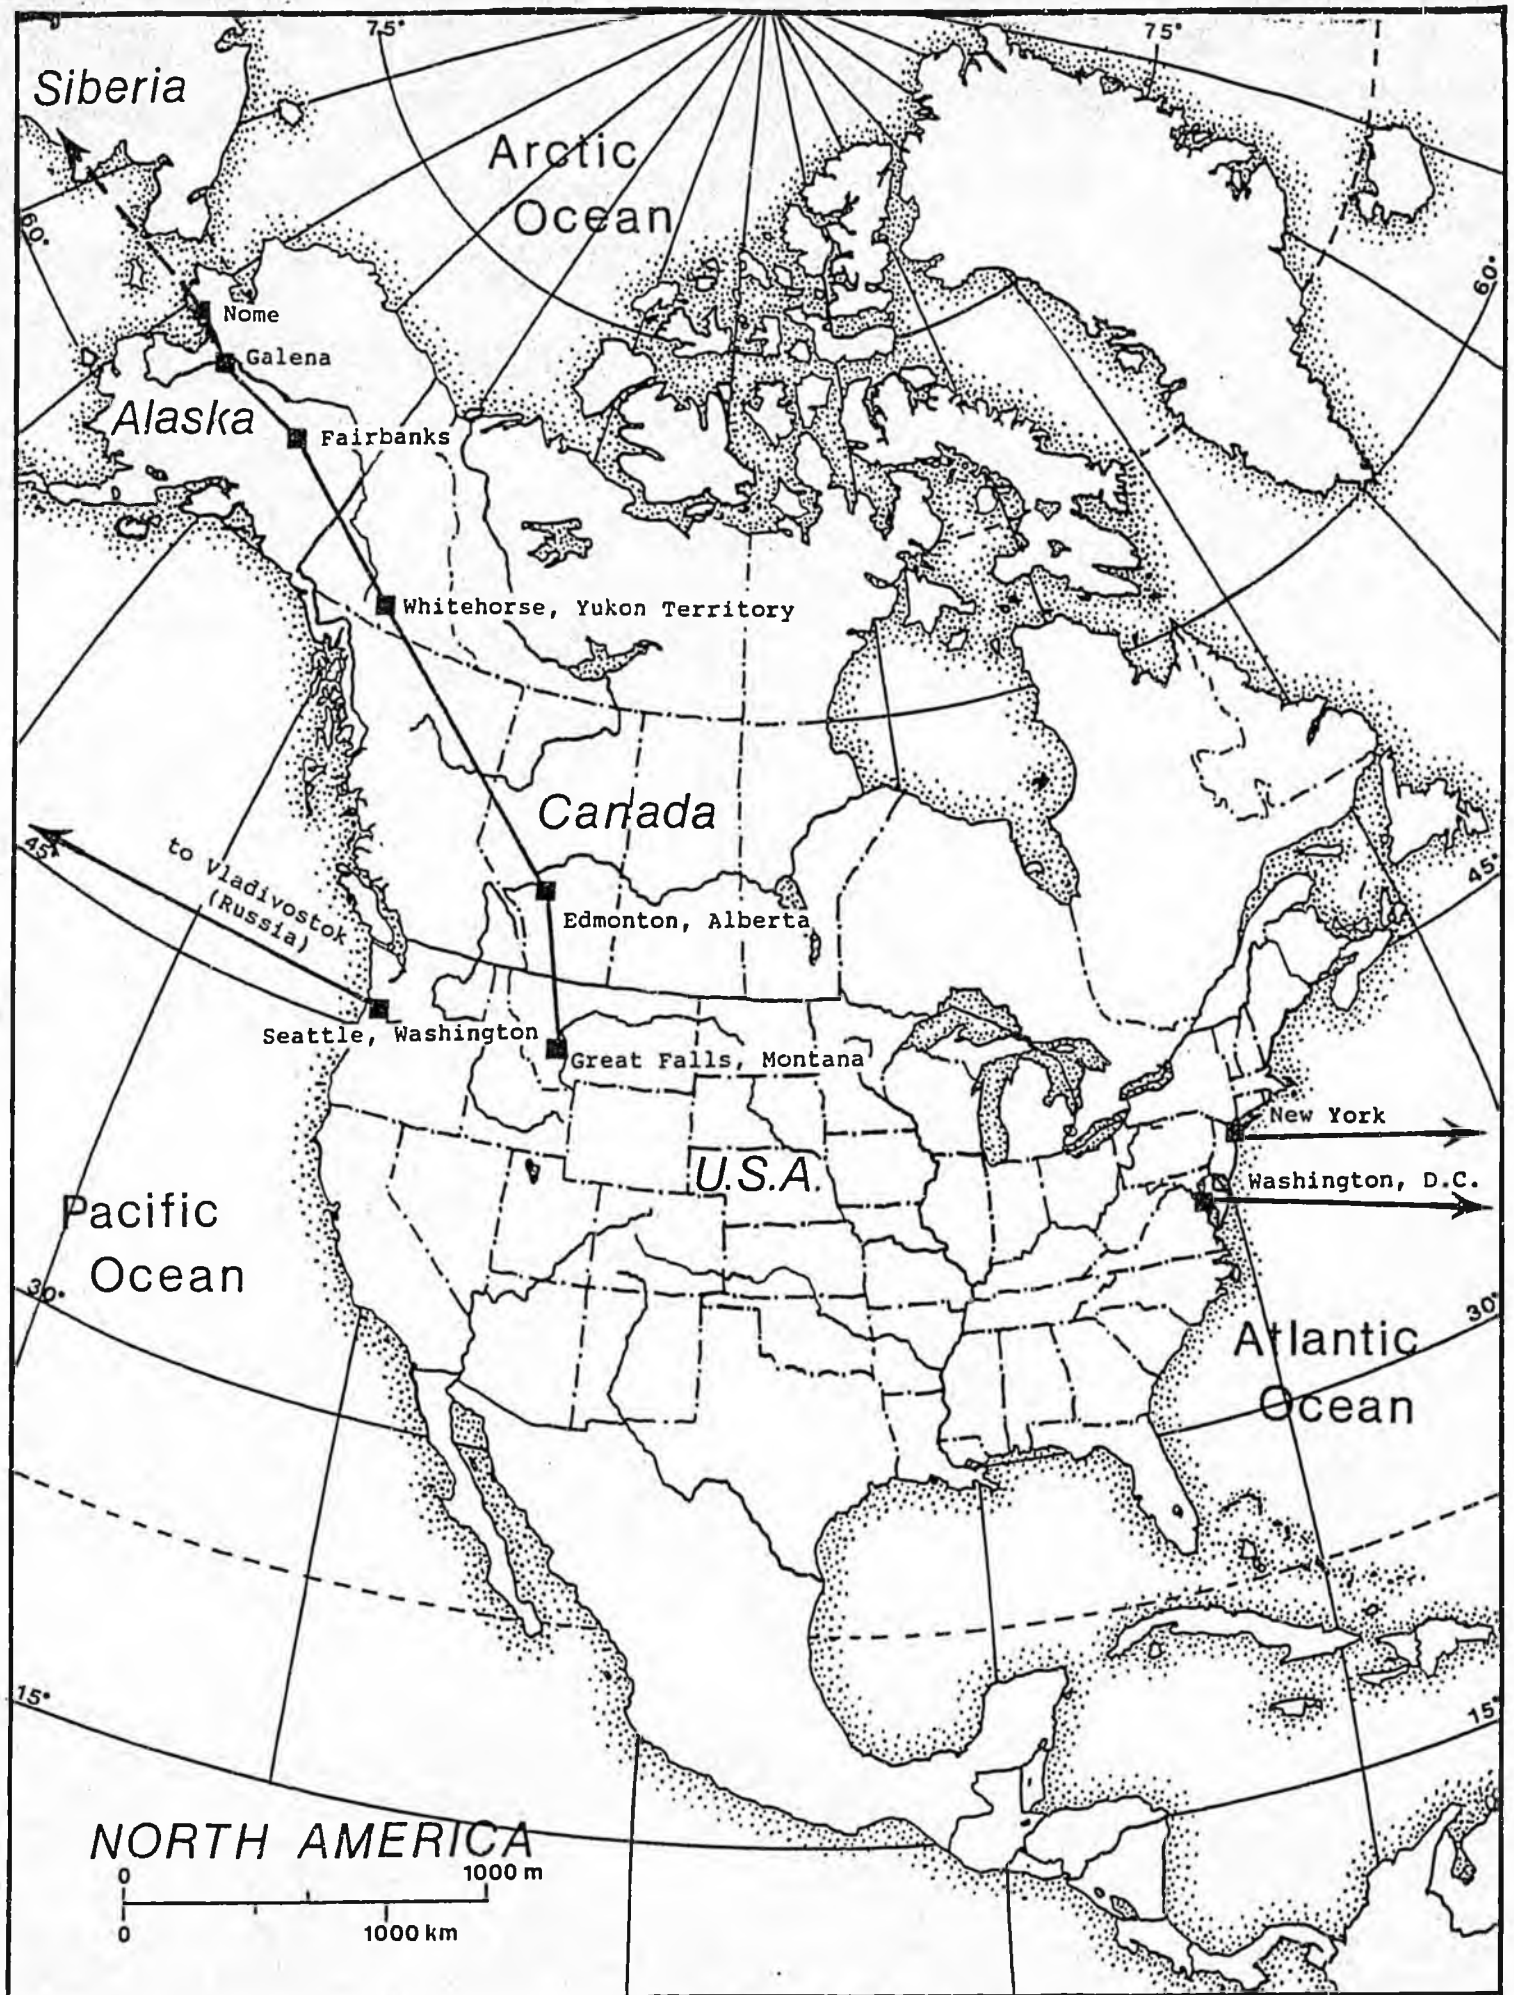 75°
75°
Siberia
Arctic
Ocean
60°
60°
Nome
Galena
Alaska
Fairbanks
Whitehorse, Yukon Territory
Canada
45°
to Vladivostok
(Russia)
45°
Edmonton, Alberta
Seattle, Washington
Great Falls, Montana
New York
U.S.A.
Washington, D.C.
Pacific
Ocean
30°
30°
Atlantic
Ocean
15°
15°
NORTH AMERICA
0
1000 m
0
1000 km